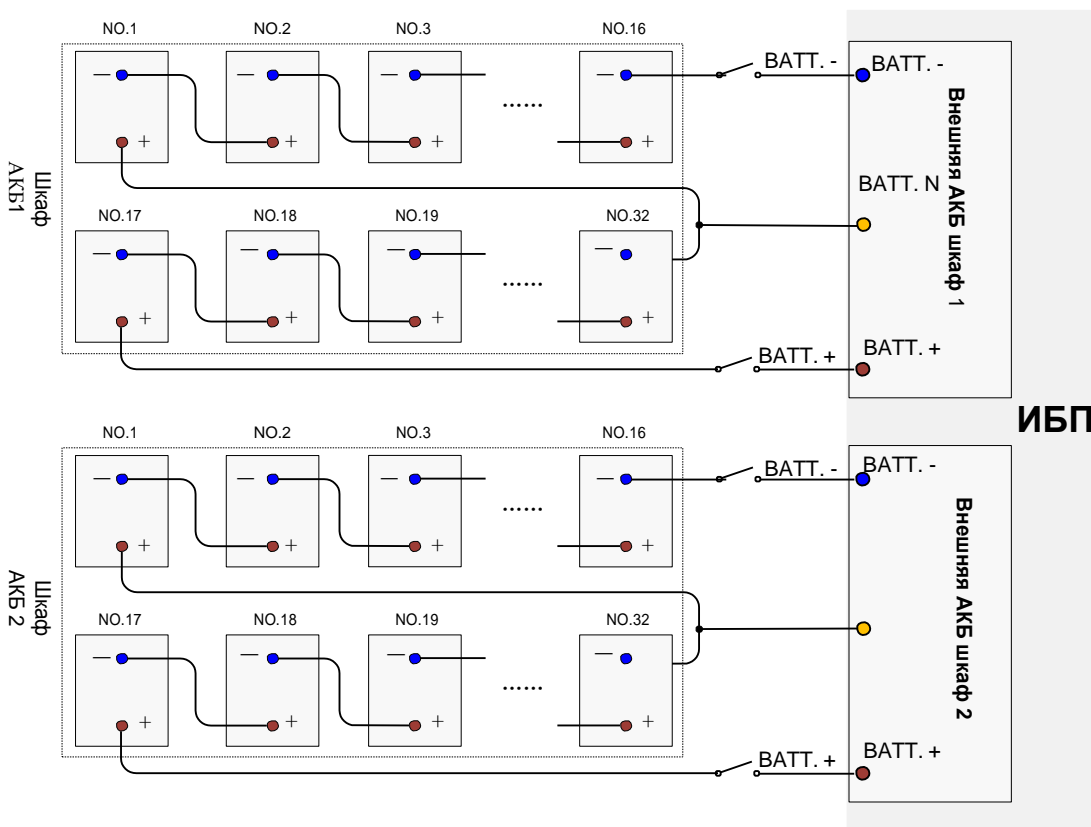 NO.1 NO.2 NO.3 NO.16
— — — —
+ + ...... +
BATT. - BATT. -
Шкаф
АКБ1
BATT. N
Внешняя АКБ шкаф 1
NO.17 NO.18 NO.19 NO.32
— — — —
+ + + ...... +
BATT. + BATT. +
ИБП
NO.1 NO.2 NO.3 NO.16
— — — —
+ + + ...... +
BATT. - BATT. -
Шкаф
АКБ 2
Внешняя АКБ шкаф 2
NO.17 NO.18 NO.19 NO.32
— — — —
+ + + ...... +
BATT. + BATT. +